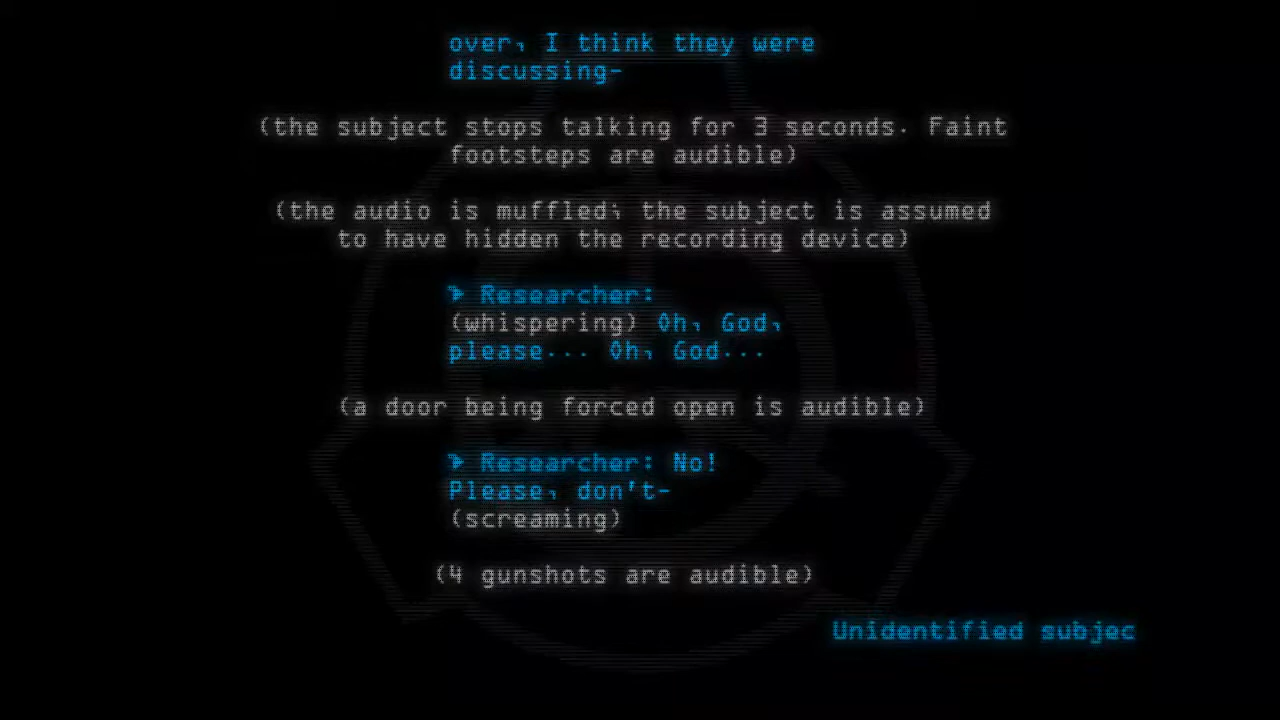 over, I think they were
discussing-
(the subject stops talking for 3 seconds. Faint
footsteps are audible)
(the audio is muffled; the subject is assumed
to have hidden the recording device)
> Researcher:
(whispering) Oh, God,
please... Oh, God...
(a door being forced open is audible)
> Researcher: No!
Please, don't-
(screaming)
(4 gunshots are audible)
Unidentified subjec